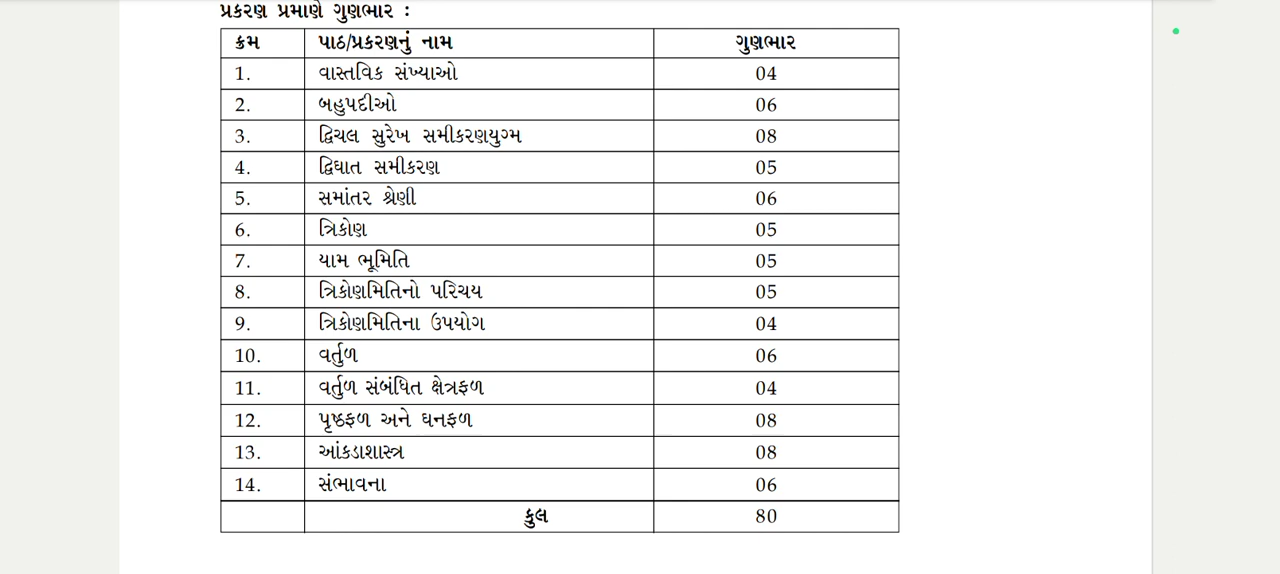 પ્રકરણ પ્રમાણે ગુણભાર :
ક્રમ પાઠ/પ્રકરણનું નામ ગુણભાર
1. વાસ્તવિક સંખ્યાઓ 04
2. બહુપદીઓ 06
3. દ્વિચલ સુરેખ સમીકરણયુગ્મ 08
4. દ્વિઘાત સમીકરણ 05
5. સમાંતર શ્રેણી 06
6. ત્રિકોણ 05
7. યામ ભૂમિતિ 05
8. ત્રિકોણમિતિનો પરિચય 05
9. ત્રિકોણમિતિના ઉપયોગ 04
10. વર્તુળ 06
11. વર્તુળ સંબંધિત ક્ષેત્રફળ 04
12. પૃષ્ઠફળ અને ઘનફળ 08
13. આંકડાશાસ્ત્ર 08
14. સંભાવના 06
કુલ 80